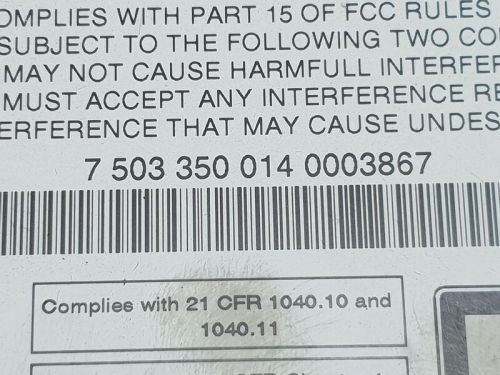 OMPLIES WITH PART 15 OF FCC RULES
SUBJECT TO THE FOLLOWING TWO CO
MAY NOT CAUSE HARMFULL INTERFER
MUST ACCEPT ANY INTERFERENCE RE
ERFERENCE THAT MAY CAUSE UNDES
7 503 350 014 0003867
Complies with 21 CFR 1040.10 and
1040.11